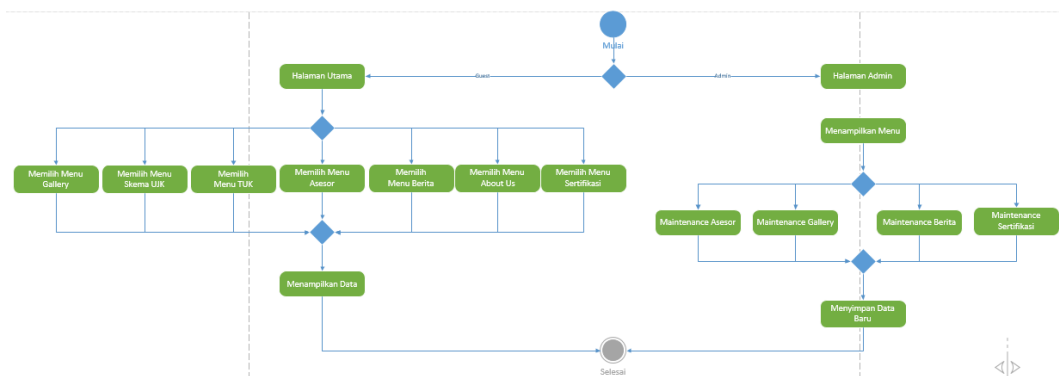 Mulai
Halaman Utama
Guest
Admin
Halaman Admin
Menampilkan Menu
Memilih Menu
Gallery
Memilih Menu
Skema UJK
Memilih
Menu TUK
Memilih Menu
Asesor
Memilih
Menu Berita
Memilih Menu
About Us
Memilih Menu
Sertifikasi
Maintenance Asesor
Maintenance Gallery
Maintenance Berita
Maintenance
Sertifikasi
Menampilkan Data
Menyimpan Data
Baru
Selesai